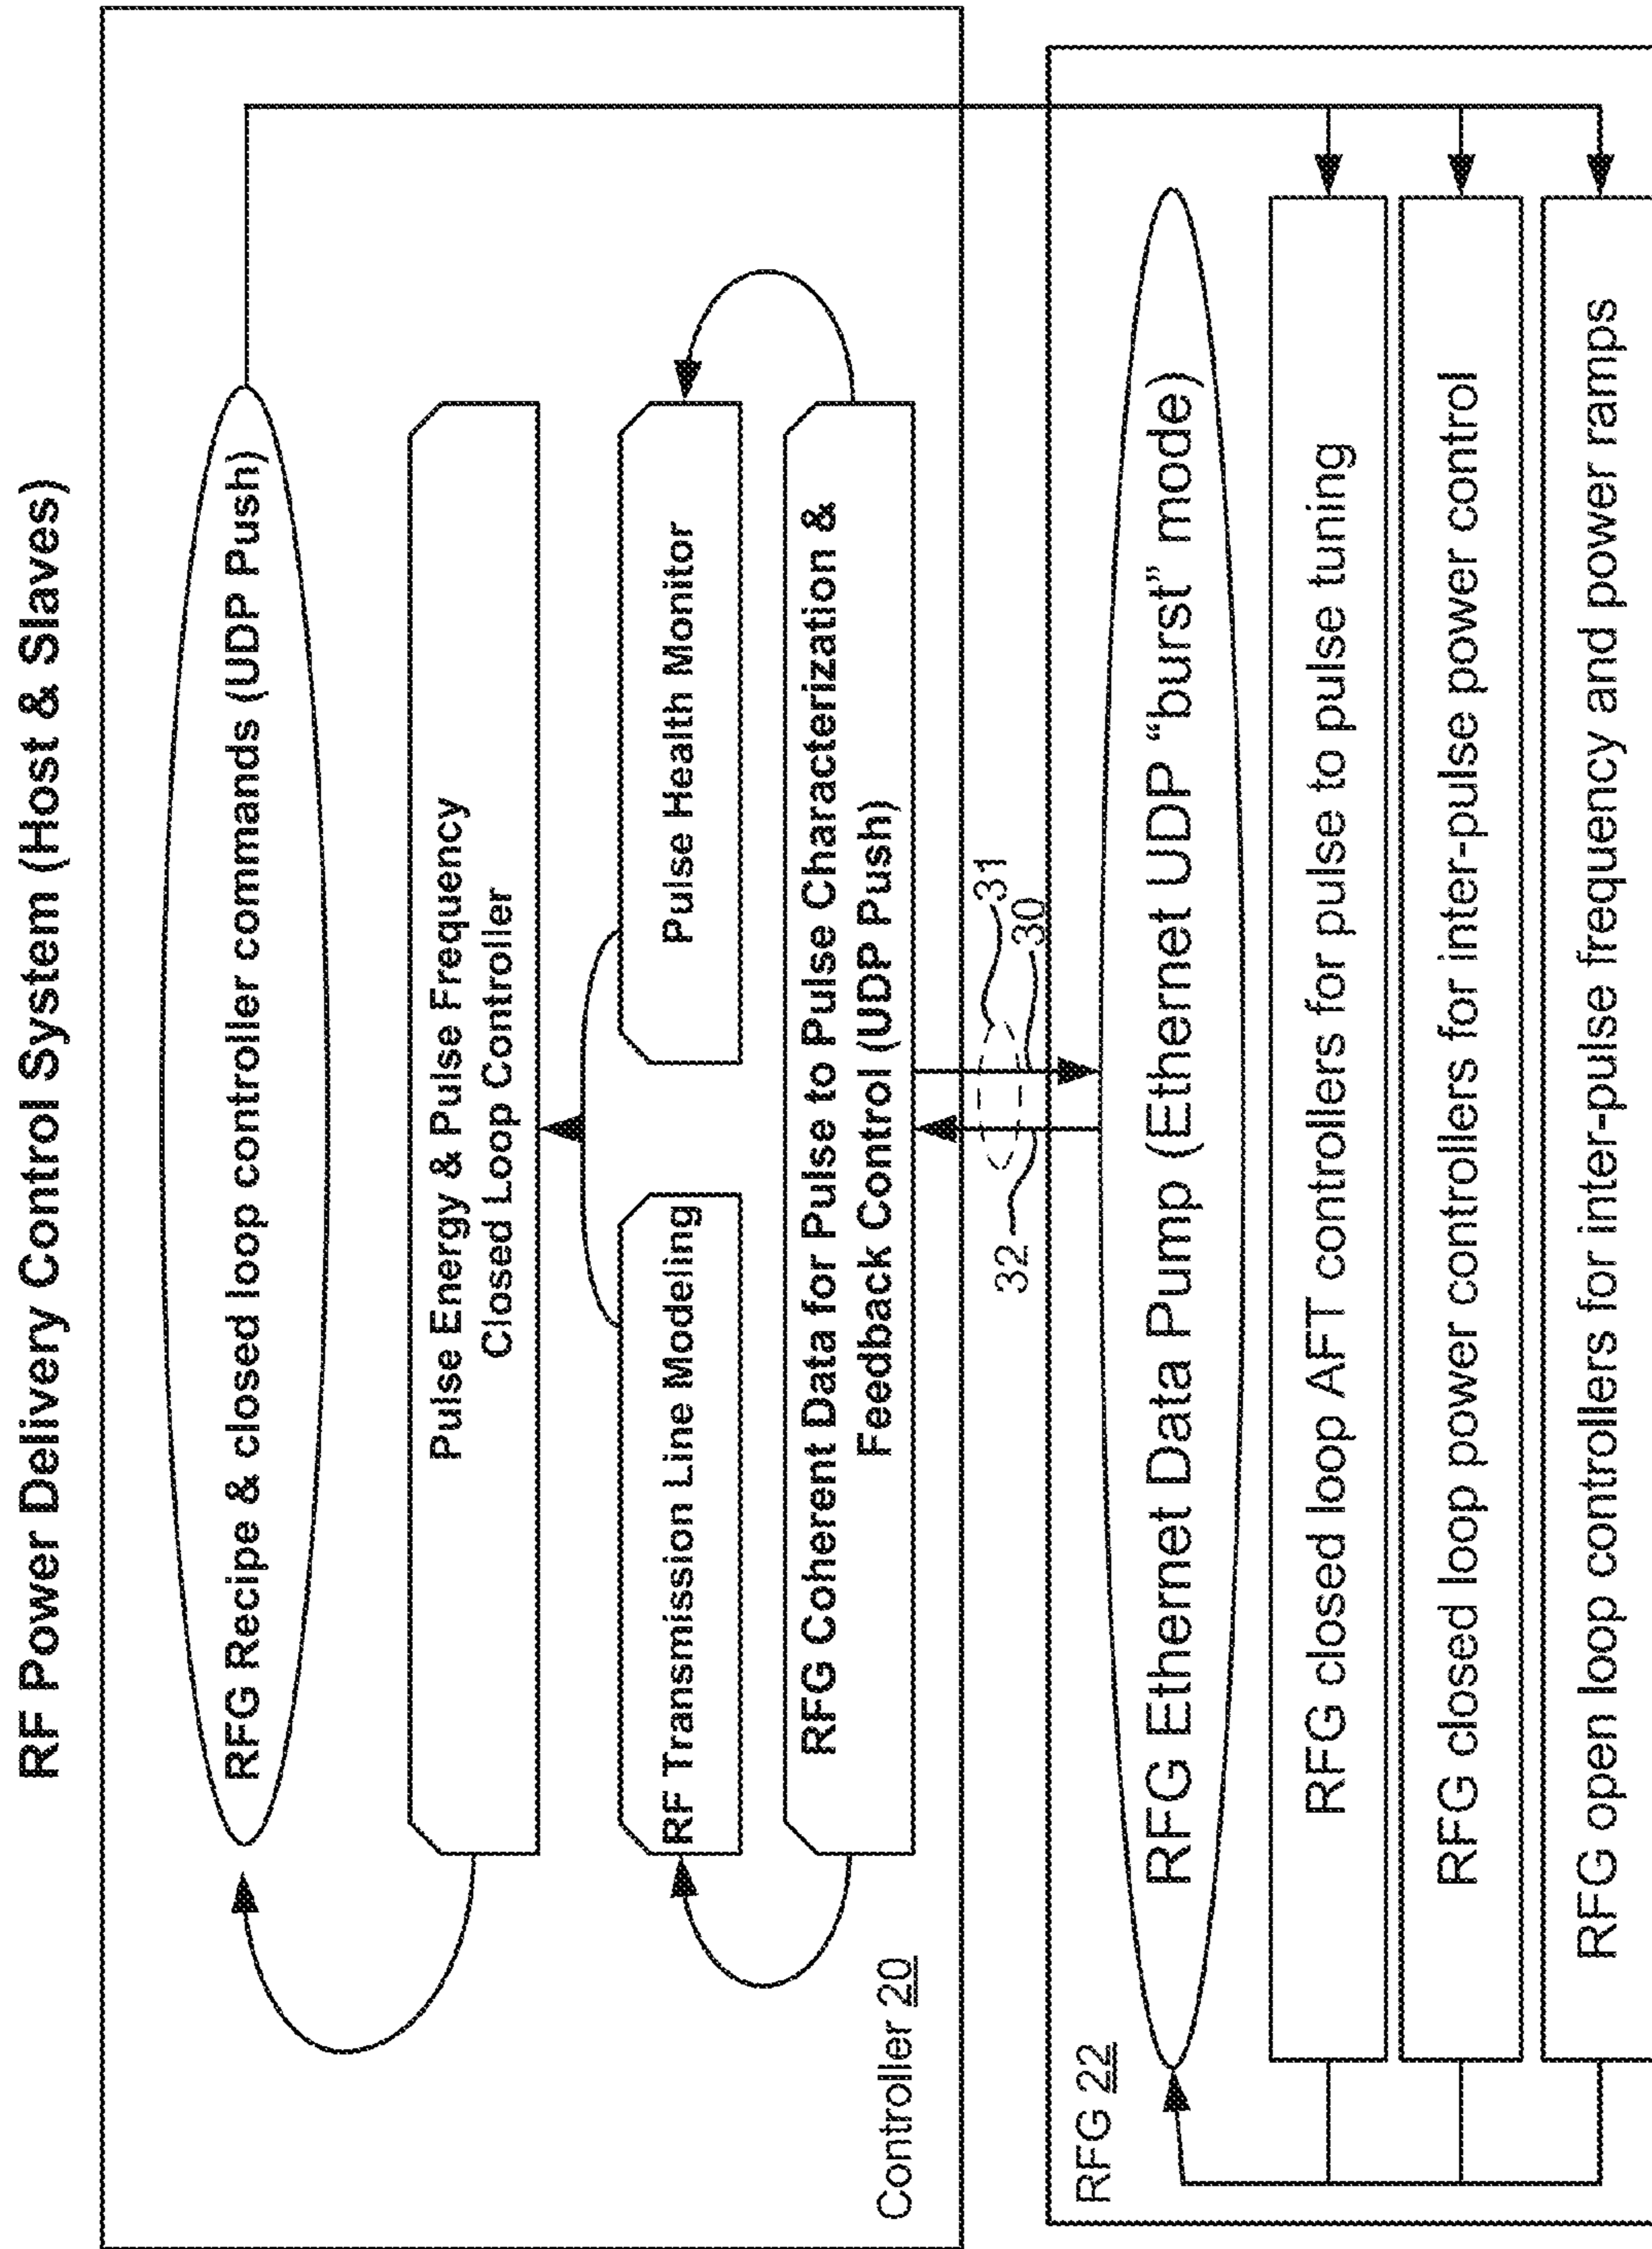 RF Power Delivery Control System (Host & Slaves)
RFG Recipe & closed loop controller commands (UDP Push)
Pulse Energy & Pulse Frequency
Closed Loop Controller
RF Transmission Line Modeling
Pulse Health Monitor
RFG Coherent Data for Pulse to Pulse Characterization &
Feedback Control (UDP Push)
Controller 20
32
31
30
RFG 22
RFG Ethernet Data Pump (Ethernet UDP “burst” mode)
RFG closed loop AFT controllers for pulse to pulse tuning
RFG closed loop power controllers for inter-pulse power control
RFG open loop controllers for inter-pulse frequency and power ramps